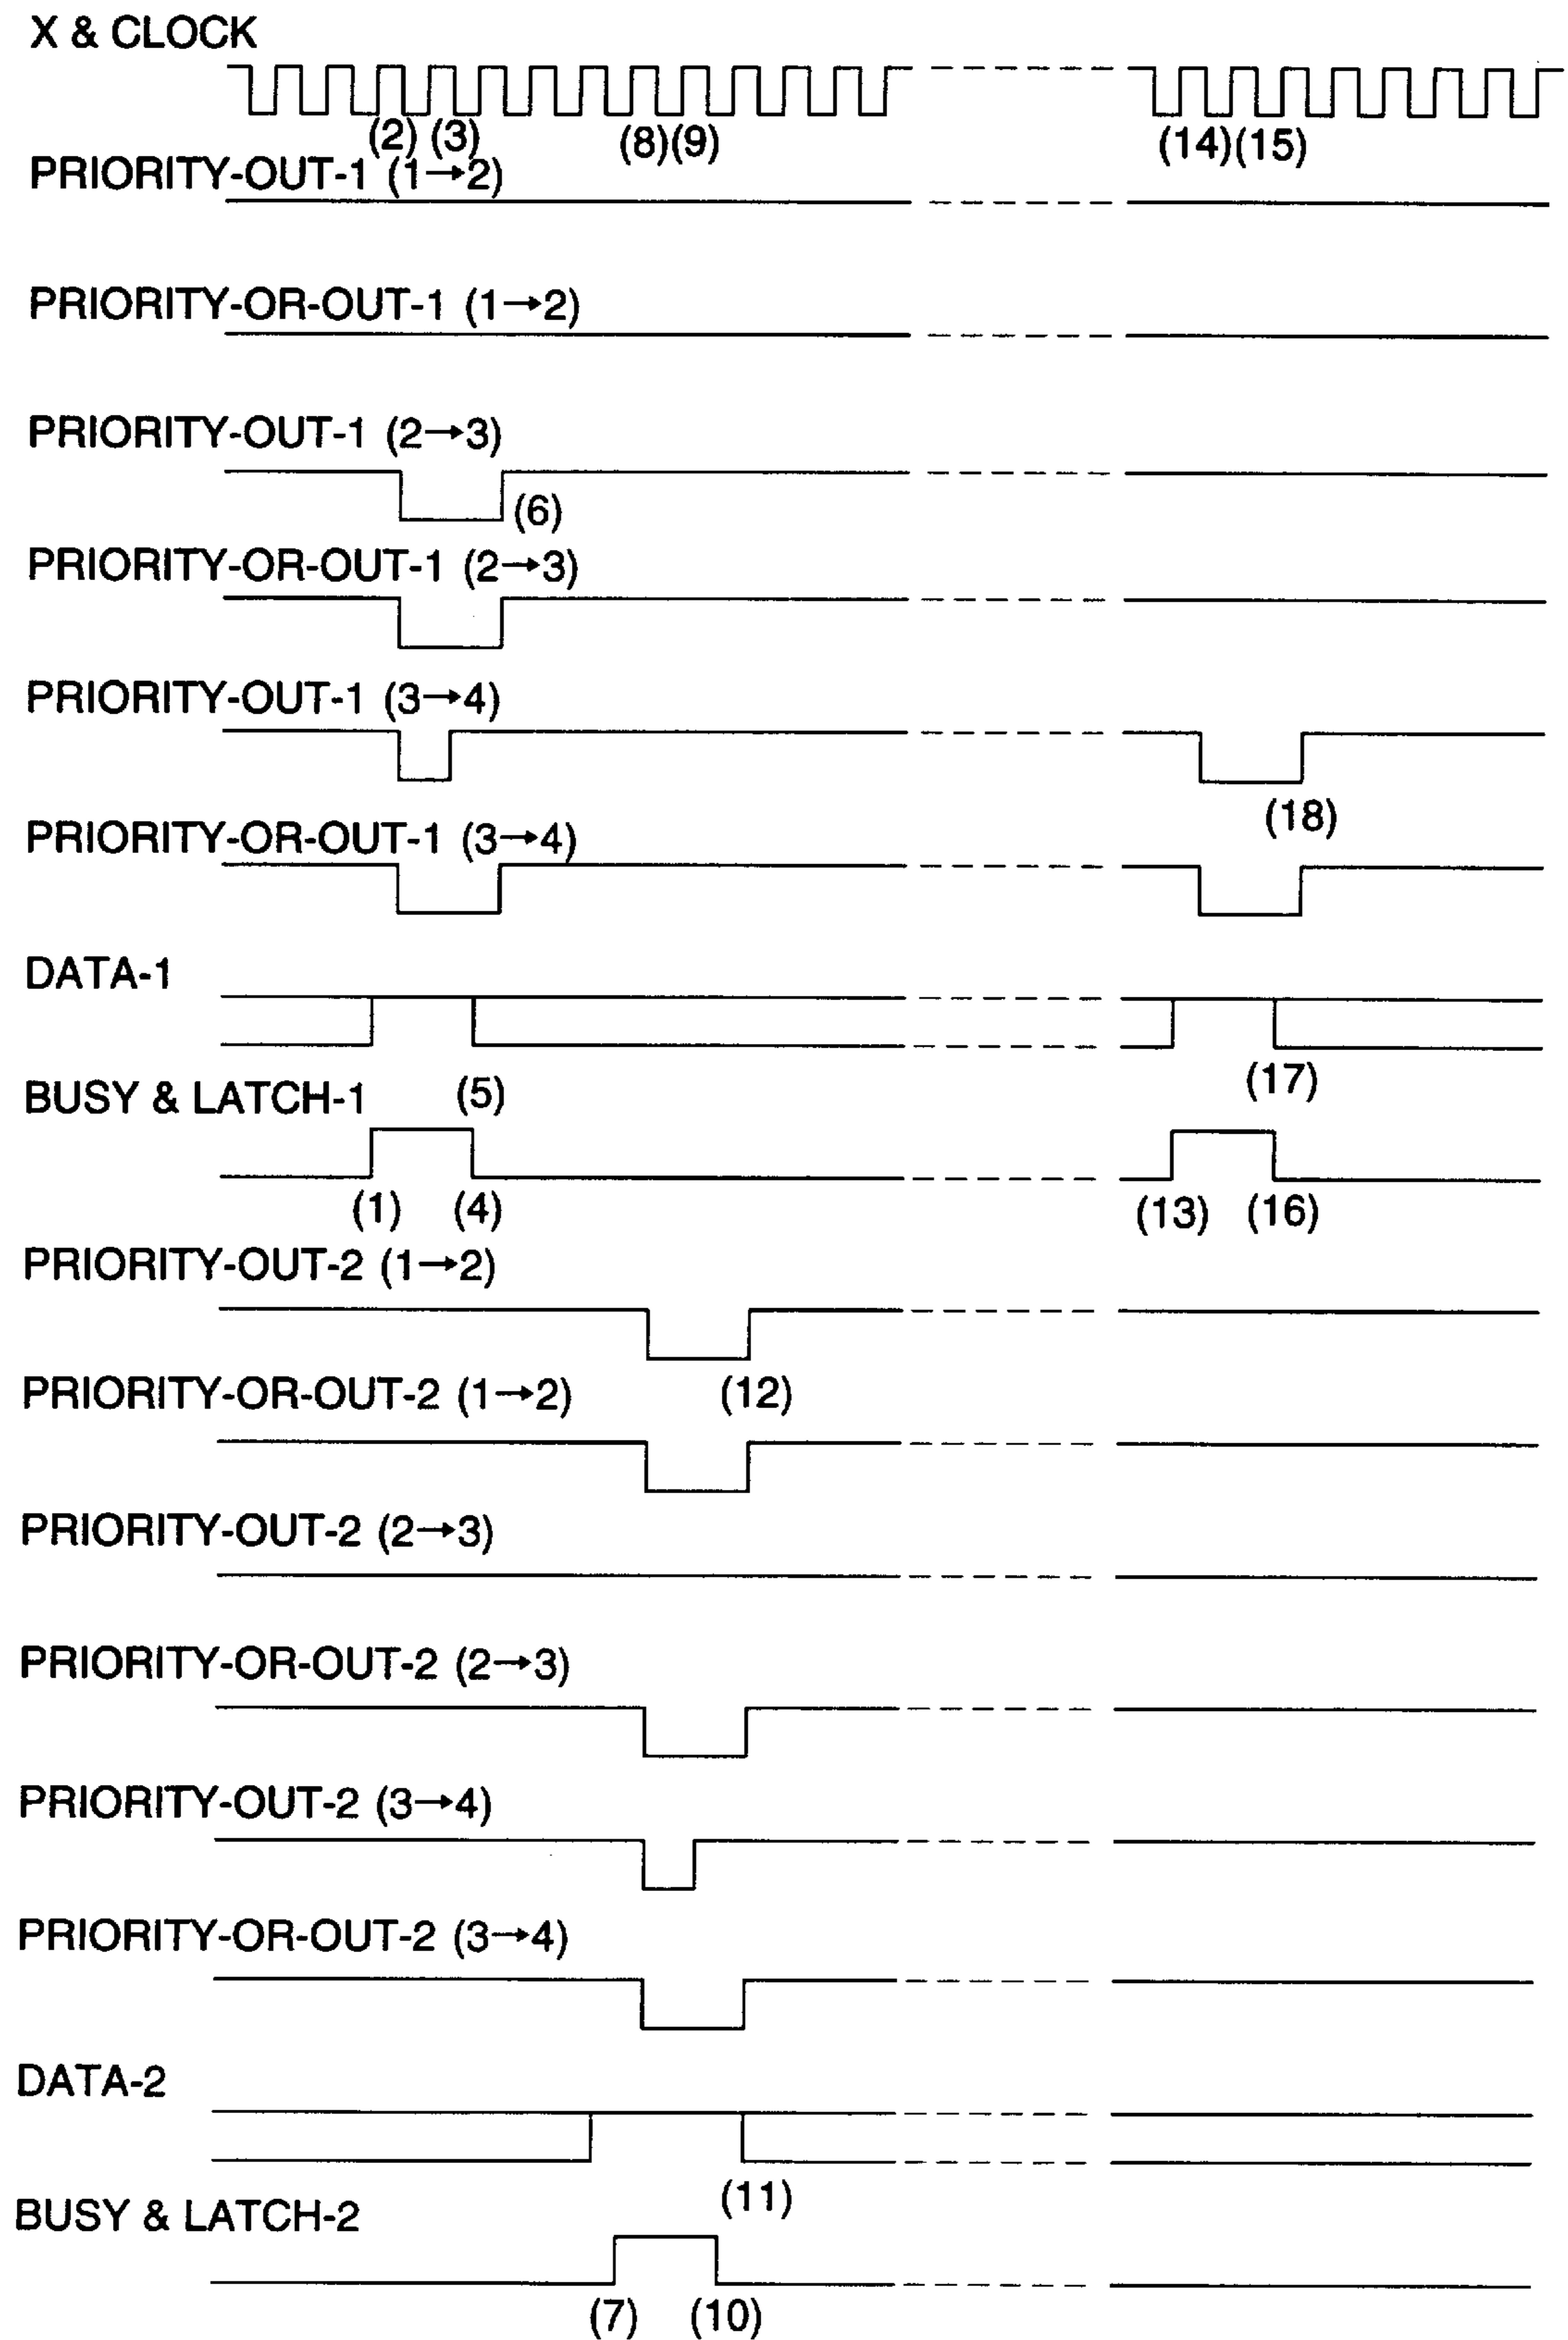 X & CLOCK
(2) (3) (8)(9) (14)(15)
PRIORITY-OUT-1 (1→2)
PRIORITY-OR-OUT-1 (1→2)
PRIORITY-OUT-1 (2→3)
(6)
PRIORITY-OR-OUT-1 (2→3)
PRIORITY-OUT-1 (3→4)
(18)
PRIORITY-OR-OUT-1 (3→4)
DATA-1
(17)
BUSY & LATCH-1 (5)
(1) (4) (13) (16)
PRIORITY-OUT-2 (1→2)
PRIORITY-OR-OUT-2 (1→2) (12)
PRIORITY-OUT-2 (2→3)
PRIORITY-OR-OUT-2 (2→3)
PRIORITY-OUT-2 (3→4)
PRIORITY-OR-OUT-2 (3→4)
DATA-2
(11)
BUSY & LATCH-2
(7) (10)